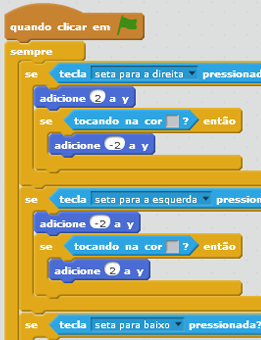 quando clicar em
sempre
se tecla seta para a direita pressionad
adicione 2 a y
se tocando na cor ? então
adicione -2 a y
se tecla seta para a esquerda pression
adicione -2 a y
se tocando na cor ? então
adicione 2 a y
se tecla seta para baixo pressionada?